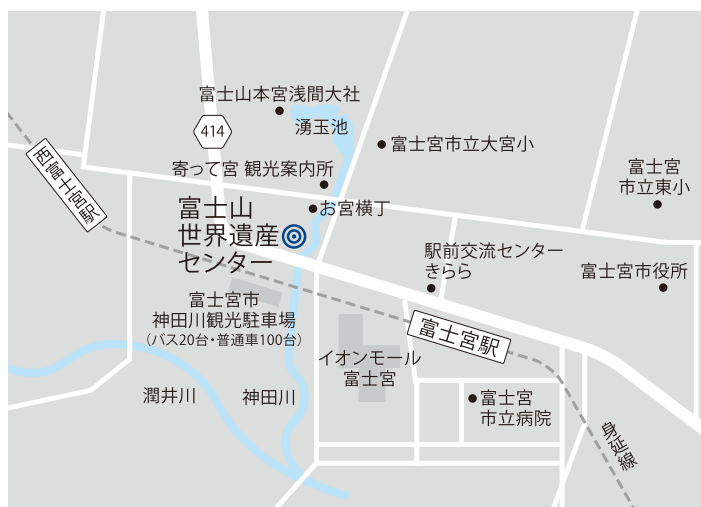 富士山本宮浅間大社
414
湧玉池
富士宮市立大宮小
寄って宮 観光案内所
富士宮
市立東小
西富士宮駅
お宮横丁
富士山
世界遺産
センター
駅前交流センター
きらら
富士宮市役所
富士宮市
神田川観光駐車場
（バス20台・普通車100台）
富士宮駅
イオンモール
富士宮
潤井川
神田川
富士宮
市立病院
身延線